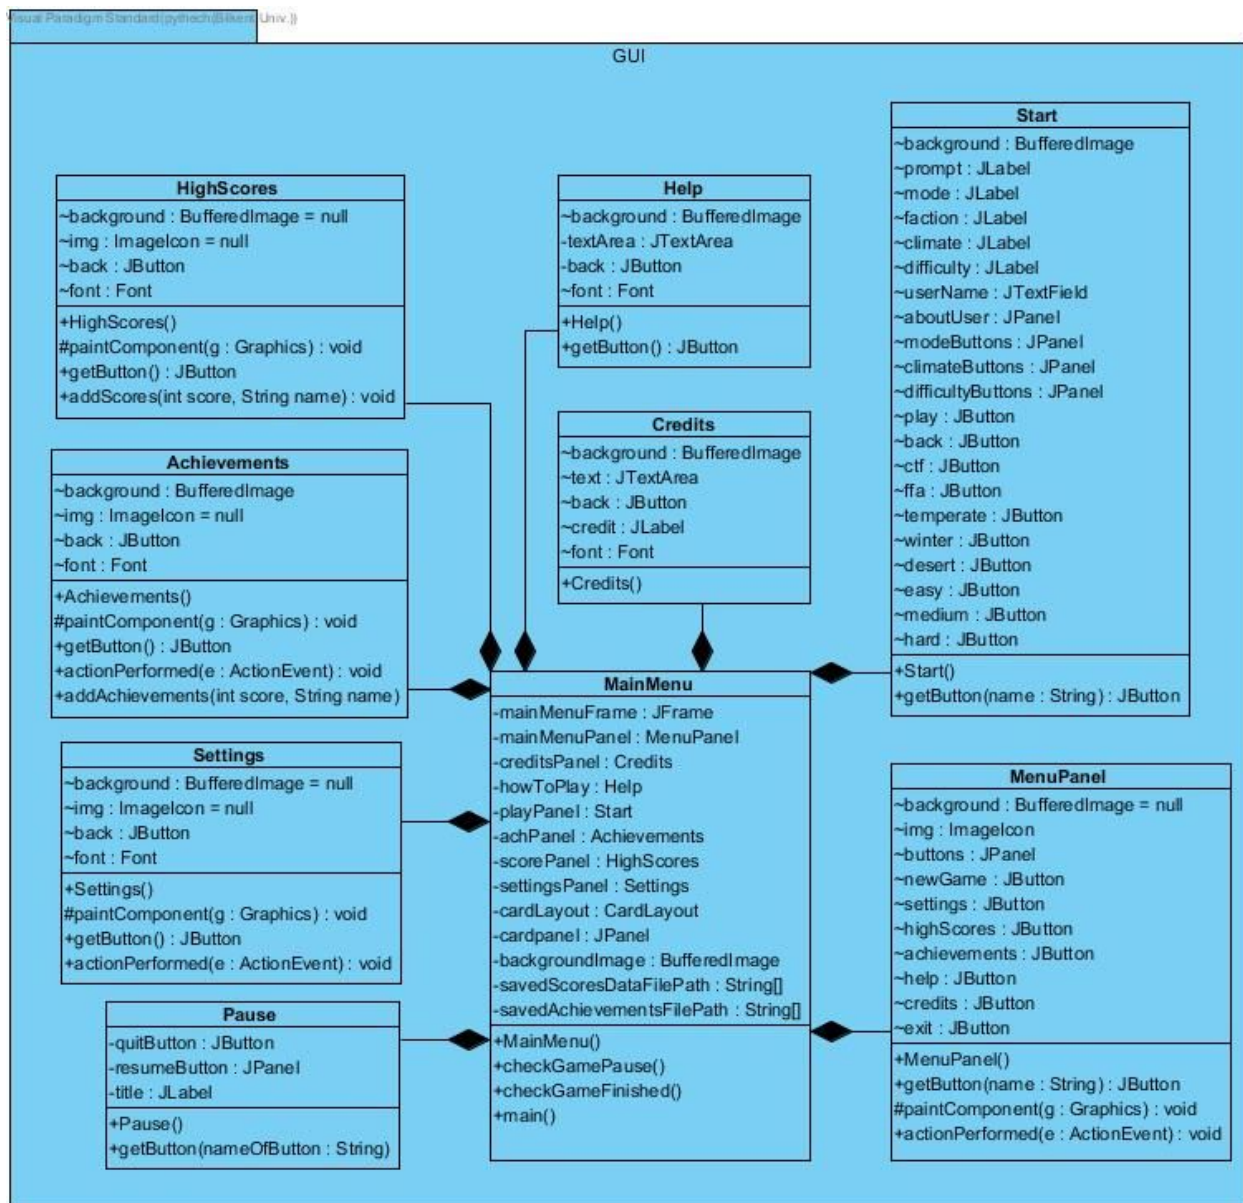 Visual Paradigm Standard(pythech(Bilkent Univ.))
GUI
HighScores
~background : BufferedImage = null
~img : ImageIcon = null
~back : JButton
~font : Font
+HighScores()
#paintComponent(g : Graphics) : void
+getButton() : JButton
+addScores(int score, String name) : void
Achievements
~background : BufferedImage
~img : ImageIcon = null
~back : JButton
~font : Font
+Achievements()
#paintComponent(g : Graphics) : void
+getButton() : JButton
+actionPerformed(e : ActionEvent) : void
+addAchievements(int score, String name)
Settings
~background : BufferedImage = null
~img : ImageIcon = null
~back : JButton
~font : Font
+Settings()
#paintComponent(g : Graphics) : void
+getButton() : JButton
+actionPerformed(e : ActionEvent) : void
Pause
-quitButton : JButton
-resumeButton : JPanel
-title : JLabel
+Pause()
+getButton(nameOfButton : String)
Help
~background : BufferedImage
-textArea : JTextArea
-back : JButton
~font : Font
+Help()
+getButton() : JButton
Credits
~background : BufferedImage
~text : JTextArea
~back : JButton
~credit : JLabel
~font : Font
+Credits()
MainMenu
-mainMenuFrame : JFrame
-mainMenuPanel : MenuPanel
-creditsPanel : Credits
-howToPlay : Help
-playPanel : Start
-achPanel : Achievements
-scorePanel : HighScores
-settingsPanel : Settings
-cardLayout : CardLayout
-cardpanel : JPanel
-backgroundImage : BufferedImage
-savedScoresDataFilePath : String[]
-savedAchievementsFilePath : String[]
+MainMenu()
+checkGamePause()
+checkGameFinished()
+main()
Start
~background : BufferedImage
~prompt : JLabel
~mode : JLabel
~faction : JLabel
~climate : JLabel
~difficulty : JLabel
~userName : JTextField
~aboutUser : JPanel
~modeButtons : JPanel
~climateButtons : JPanel
~difficultyButtons : JPanel
~play : JButton
~back : JButton
~ctf : JButton
~ffa : JButton
~temperate : JButton
~winter : JButton
~desert : JButton
~easy : JButton
~medium : JButton
~hard : JButton
+Start()
+getButton(name : String) : JButton
MenuPanel
~background : BufferedImage = null
~img : ImageIcon
~buttons : JPanel
~newGame : JButton
~settings : JButton
~highScores : JButton
~achievements : JButton
~help : JButton
~credits : JButton
~exit : JButton
+MenuPanel()
+getButton(name : String) : JButton
#paintComponent(g : Graphics) : void
+actionPerformed(e : ActionEvent) : void